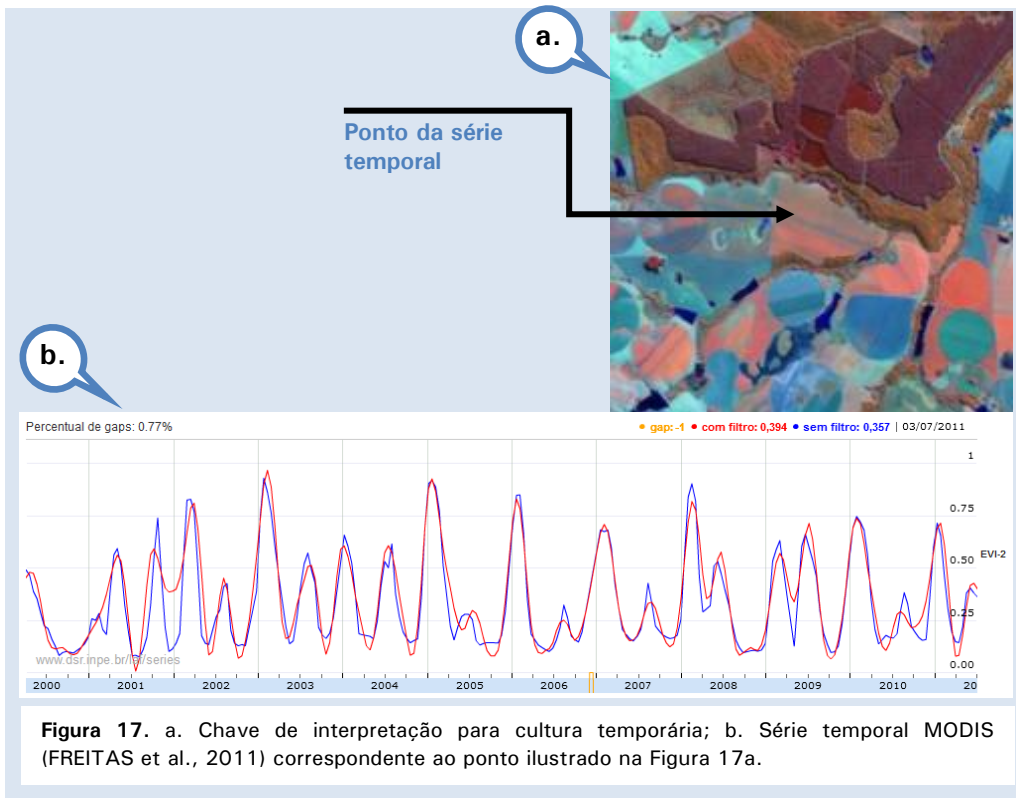 a.
Ponto da série
temporal
b.
Percentual de gaps: 0.77%
● gap:-1 ● com filtro: 0,394 ● sem filtro: 0,357 | 03/07/2011
1
0.75
0.50
EVI-2
0.25
0.00
www.dsr.inpe.br/laf/series
2000 2001 2002 2003 2004 2005 2006 2007 2008 2009 2010 20
Figura 17. a. Chave de interpretação para cultura temporária; b. Série temporal MODIS
(FREITAS et al., 2011) correspondente ao ponto ilustrado na Figura 17a.